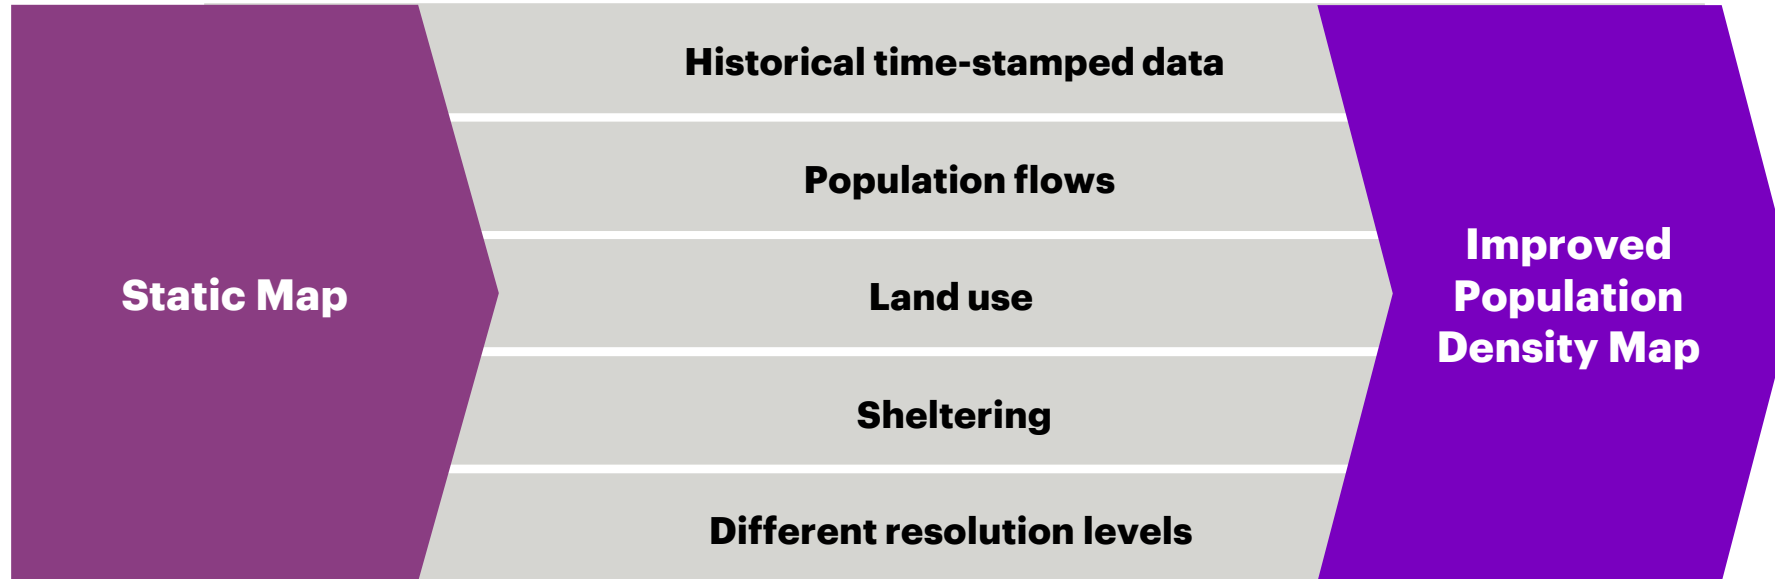 Static Map
Historical time-stamped data
Population flows
Land use
Sheltering
Different resolution levels
Improved
Population
Density Map